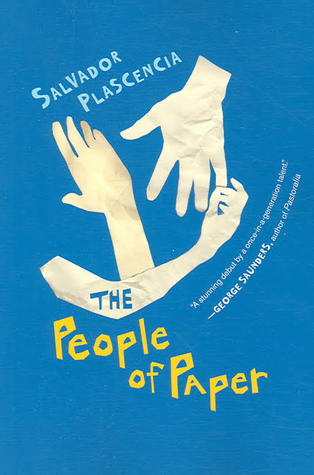 SALVADOR
PLASCENCIA
"A stunning debut by a once-in-a-generation talent."
—GEORGE SAUNDERS, author of Pastoralia
THE
PEOPLE
OF PAPER